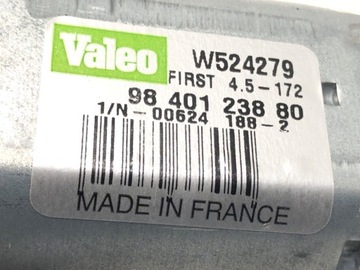 Valeo
W524279
FIRST 4.5-172
98 401 238 80
1/N-00624 188-2
MADE IN FRANCE